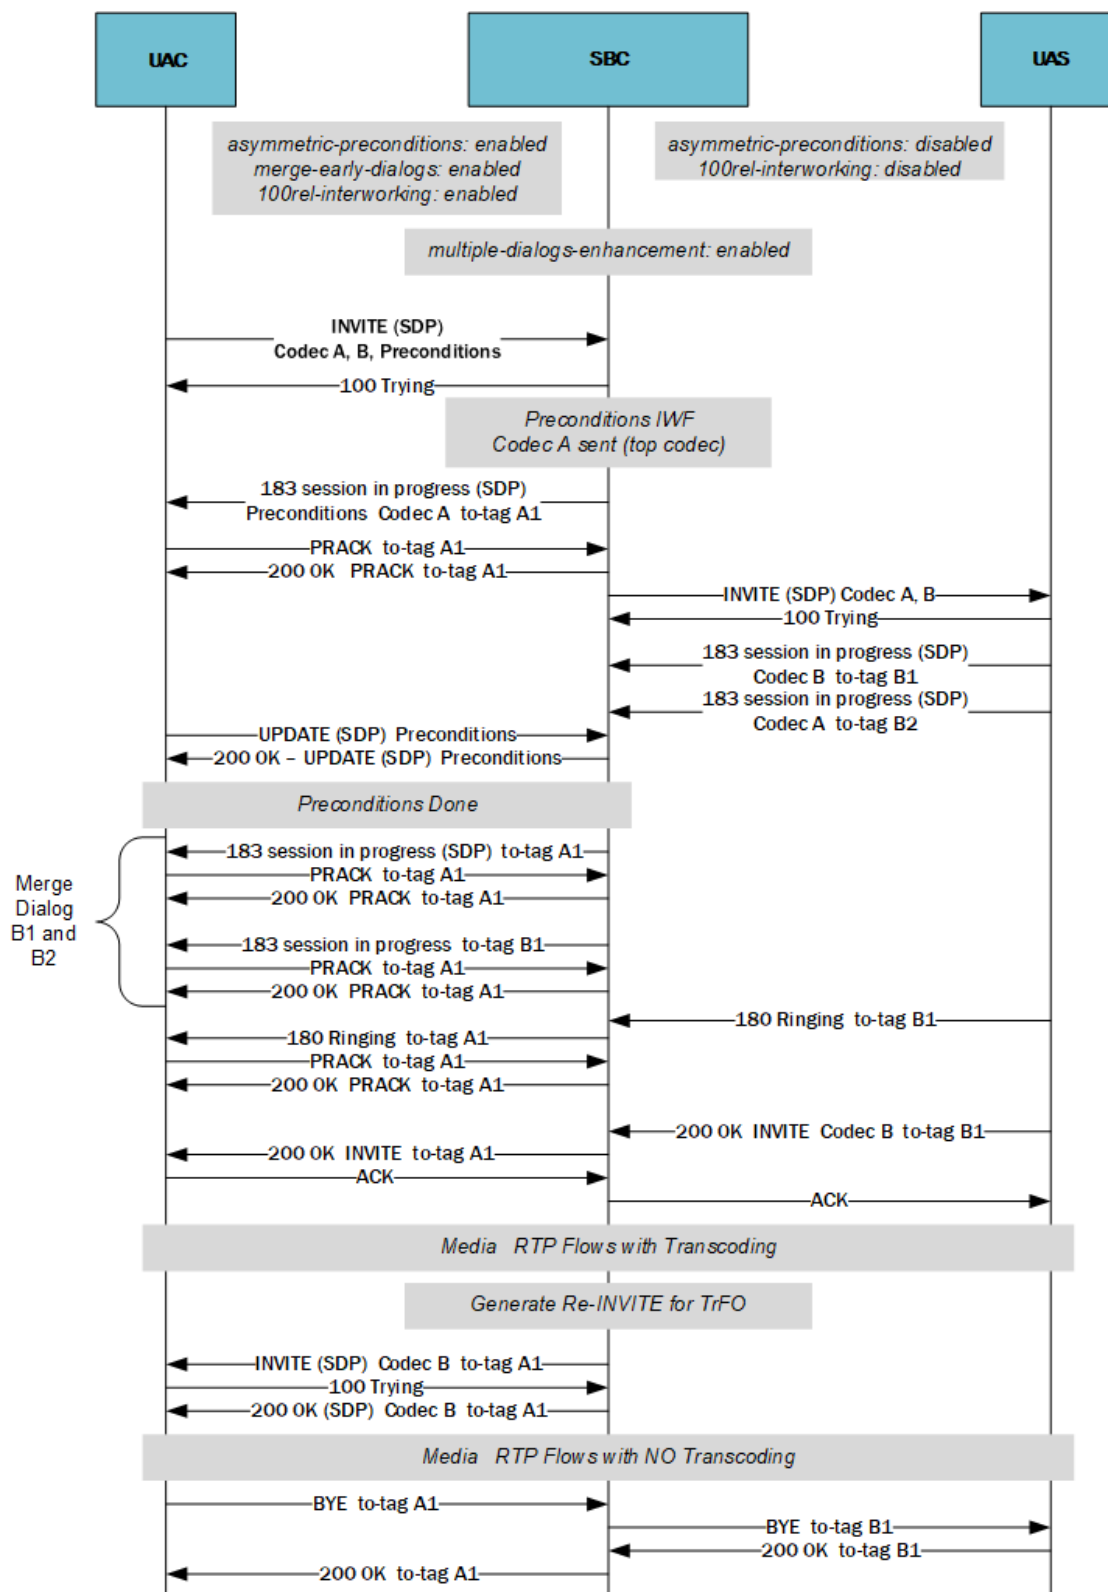 UAC
SBC
UAS
asymmetric-preconditions: enabled
merge-early-dialogs: enabled
100rel-interworking: enabled
asymmetric-preconditions: disabled
100rel-interworking: disabled
multiple-dialogs-enhancement: enabled
INVITE (SDP)
Codec A, B, Preconditions
100 Trying
Preconditions IWF
Codec A sent (top codec)
183 session in progress (SDP)
Preconditions Codec A to-tag A1
PRACK to-tag A1
200 OK PRACK to-tag A1
INVITE (SDP) Codec A, B
100 Trying
183 session in progress (SDP)
Codec B to-tag B1
183 session in progress (SDP)
Codec A to-tag B2
UPDATE (SDP) Preconditions
200 OK – UPDATE (SDP) Preconditions
Preconditions Done
Merge
Dialog
B1 and
B2
183 session in progress (SDP) to-tag A1
PRACK to-tag A1
200 OK PRACK to-tag A1
183 session in progress to-tag B1
PRACK to-tag A1
200 OK PRACK to-tag A1
180 Ringing to-tag B1
180 Ringing to-tag A1
PRACK to-tag A1
200 OK PRACK to-tag A1
200 OK INVITE Codec B to-tag B1
200 OK INVITE to-tag A1
ACK
ACK
Media RTP Flows with Transcoding
Generate Re-INVITE for TrFO
INVITE (SDP) Codec B to-tag A1
100 Trying
200 OK (SDP) Codec B to-tag A1
Media RTP Flows with NO Transcoding
BYE to-tag A1
BYE to-tag B1
200 OK to-tag B1
200 OK to-tag A1